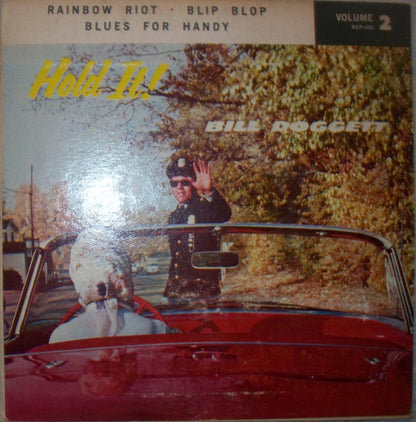 RAINBOW RIOT · BLIP BLOP
BLUES FOR HANDY
VOLUME 2
Hold It!
BILL DOGGETT